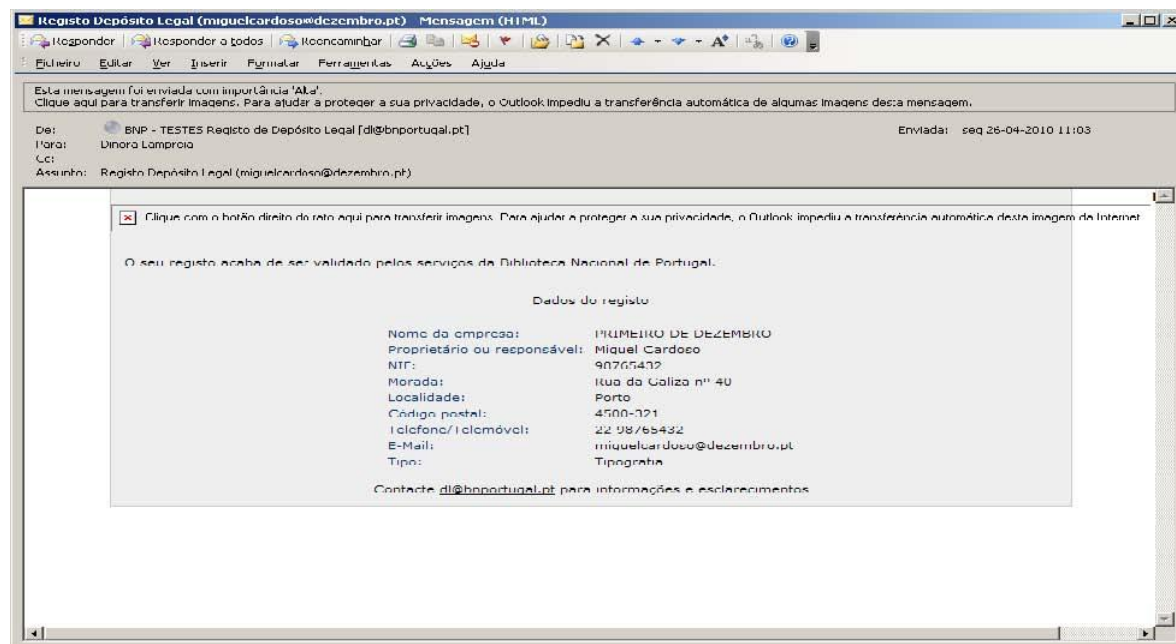 Registo Depósito Legal (miguelcardoso@dezembro.pt) Mensagem (HTML)
Responder Responder a todos Reencaminhar
Ficheiro Editar Ver Inserir Formatar Ferramentas Acções Ajuda
Esta mensagem foi enviada com importância 'Alta'.
Clique aqui para transferir imagens. Para ajudar a proteger a sua privacidade, o Outlook impediu a transferência automática de algumas imagens desta mensagem.
De: BNP - TESTES Registo de Depósito Legal [dl@bnportugal.pt] Enviada: seg 26-04-2010 11:03
Para: Dinora Lampreia
Cc:
Assunto: Registo Depósito Legal (miguelcardoso@dezembro.pt)
Clique com o botão direito do rato aqui para transferir imagens. Para ajudar a proteger a sua privacidade, o Outlook impediu a transferência automática desta imagem da Internet
O seu registo acaba de ser validado pelos serviços da Biblioteca Nacional de Portugal.
Dados do registo
Nome da empresa: PRIMEIRO DE DEZEMBRO
Proprietário ou responsável: Miguel Cardoso
NIF: 98765432
Morada: Rua da Galiza nº 40
Localidade: Porto
Código postal: 4500-321
Telefone/Telemóvel: 22 98765432
E-Mail: miguelcardoso@dezembro.pt
Tipo: Tipografia
Contacte dl@bnportugal.pt para informações e esclarecimentos